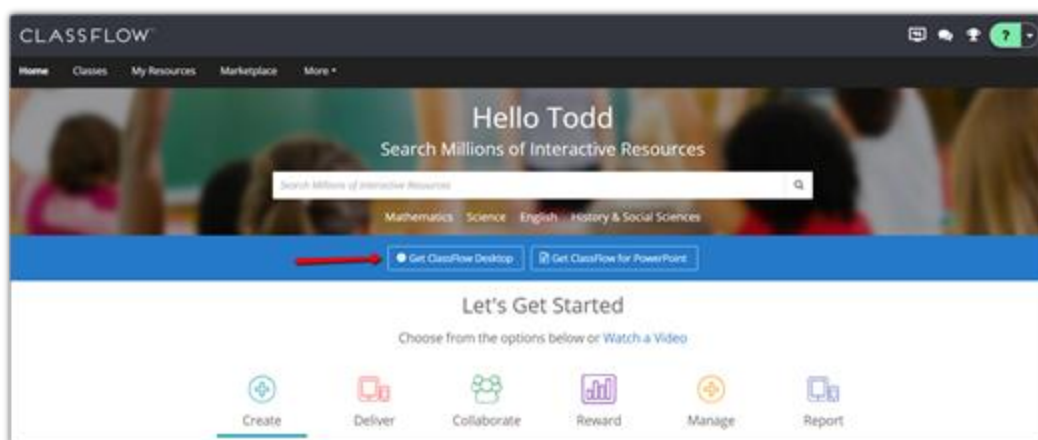 CLASSFLOW
?
Home Classes My Resources Marketplace More
Hello Todd
Search Millions of Interactive Resources
Search Millions of Interactive Resources
Mathematics Science English History & Social Sciences
Get ClassFlow Desktop Get ClassFlow for PowerPoint
Let's Get Started
Choose from the options below or Watch a Video
Create Deliver Collaborate Reward Manage Report